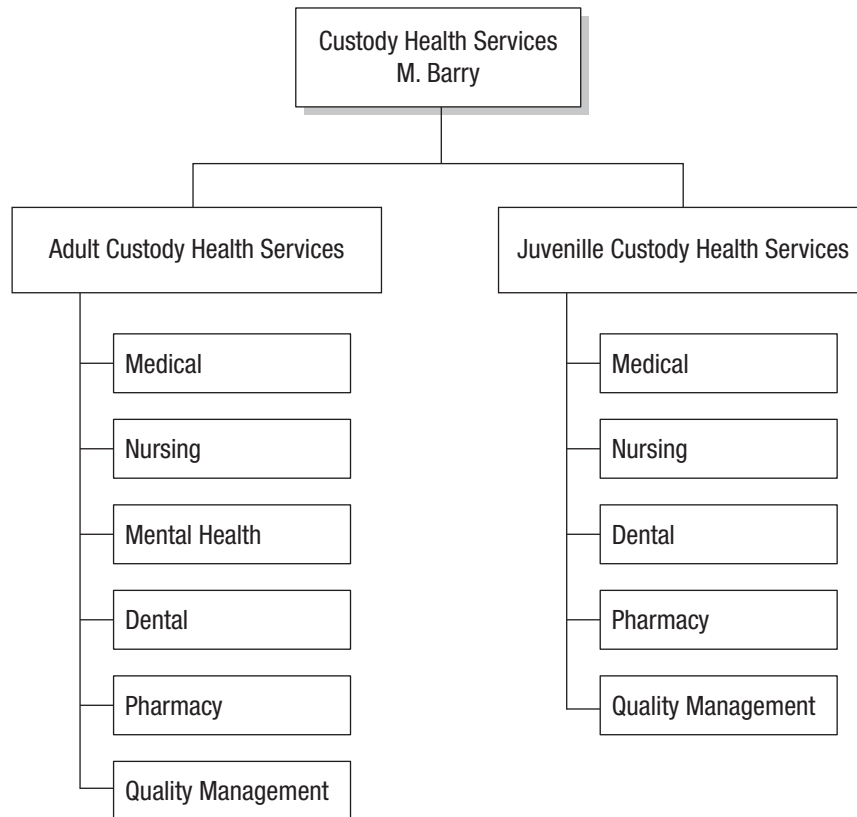 Custody Health Services
M. Barry
Adult Custody Health Services
Medical
Nursing
Mental Health
Dental
Pharmacy
Quality Management
Juvenille Custody Health Services
Medical
Nursing
Dental
Pharmacy
Quality Management